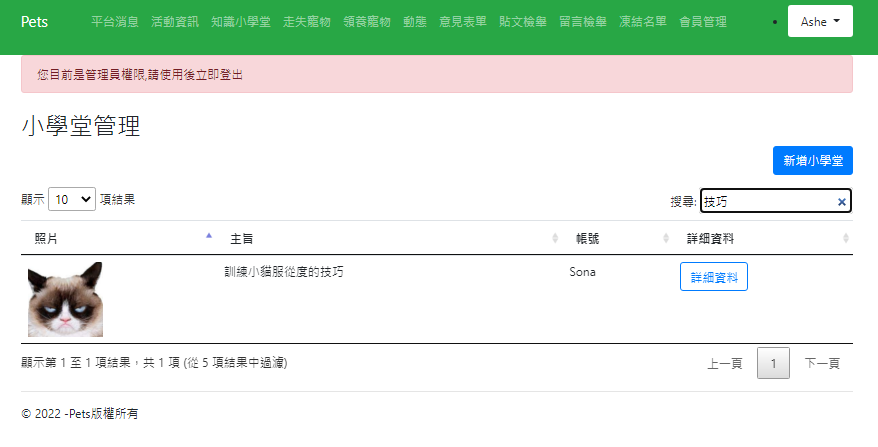 Pets 平台消息 活動資訊 知識小學堂 走失寵物 領養寵物 動態 意見表單 貼文檢舉 留言檢舉 凍結名單 會員管理 Ashe
您目前是管理員權限,請使用後立即登出
小學堂管理
新增小學堂
顯示 10 項結果 搜尋: 技巧
照片 主旨 帳號 詳細資料
訓練小貓服從度的技巧 Sona 詳細資料
顯示第 1 至 1 項結果，共 1 項 (從 5 項結果中過濾) 上一頁 1 下一頁
© 2022 -Pets版權所有